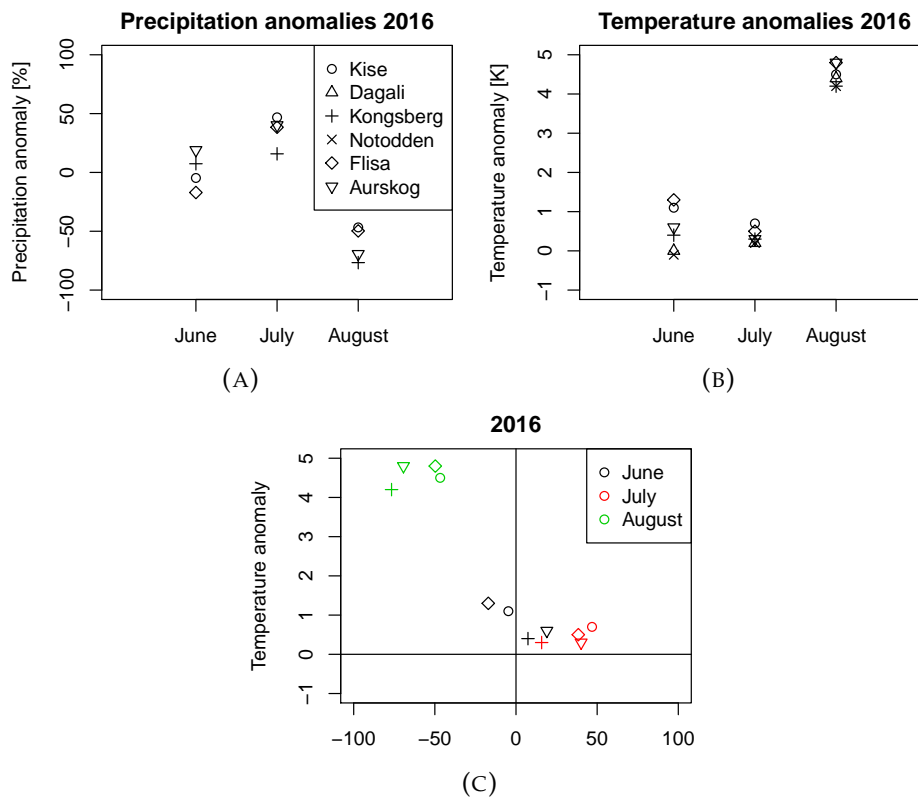 Precipitation anomalies 2016
Precipitation anomaly [%]
100
50
0
−50
−100
June July August
Kise
Dagali
Kongsberg
Notodden
Flisa
Aurskog
(A)
Temperature anomalies 2016
Temperature anomaly [K]
5
4
3
2
1
0
−1
June July August
(B)
2016
Temperature anomaly
5
4
3
2
1
0
−1
−100 −50 0 50 100
June
July
August
(C)